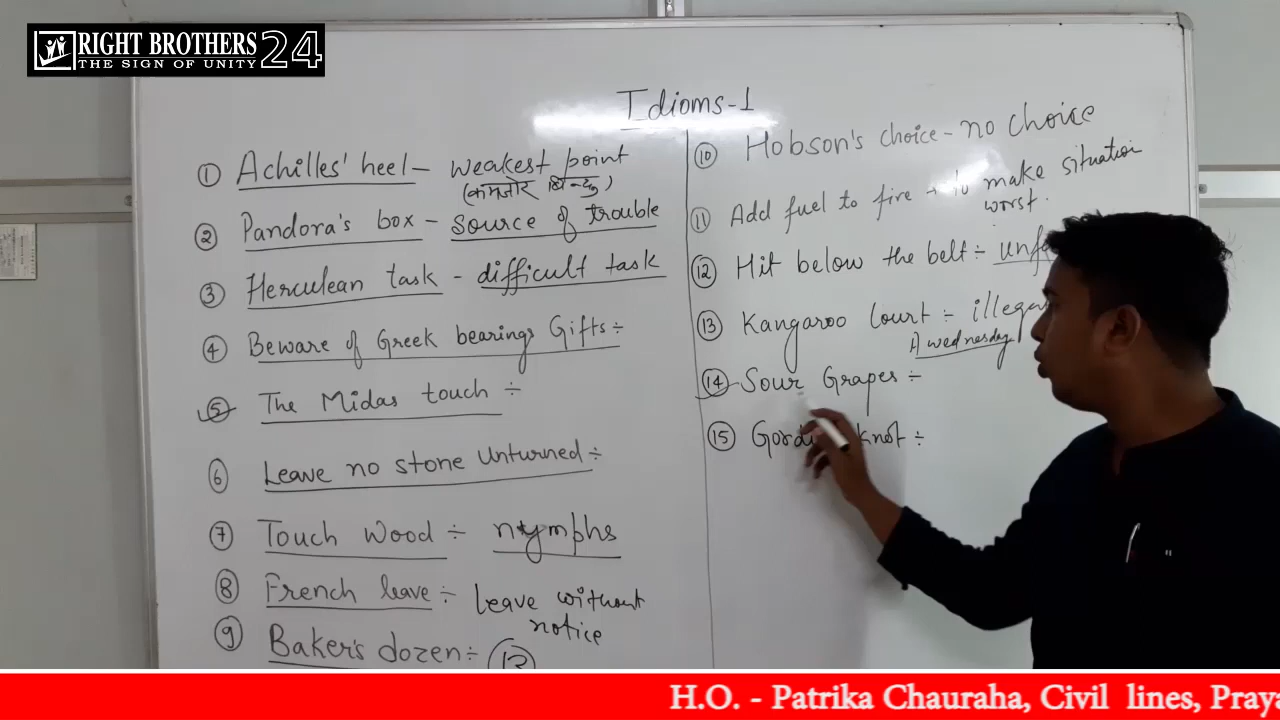 RIGHT BROTHERS 24
THE SIGN OF UNITY
Idioms-1
① Achilles' heel - weakest point
(कमजोर बिन्दु)
② Pandora's box - source of trouble
③ Herculean task - difficult task
④ Beware of Greek bearings Gifts ÷
⑤ The Midas touch ÷
⑥ Leave no stone unturned ÷
⑦ Touch Wood ÷ nymphs
⑧ French leave ÷ leave without
notice
⑨ Baker's dozen ÷ 13
⑩ Hobson's choice - no choice
⑪ Add fuel to fire → to make situation
worst.
⑫ Hit below the belt ÷
⑬ Kangaroo Court ÷
A wednesday
⑭ Sour Grapes ÷
⑮ knot ÷
H.O. - Patrika Chauraha, Civil lines, Praya